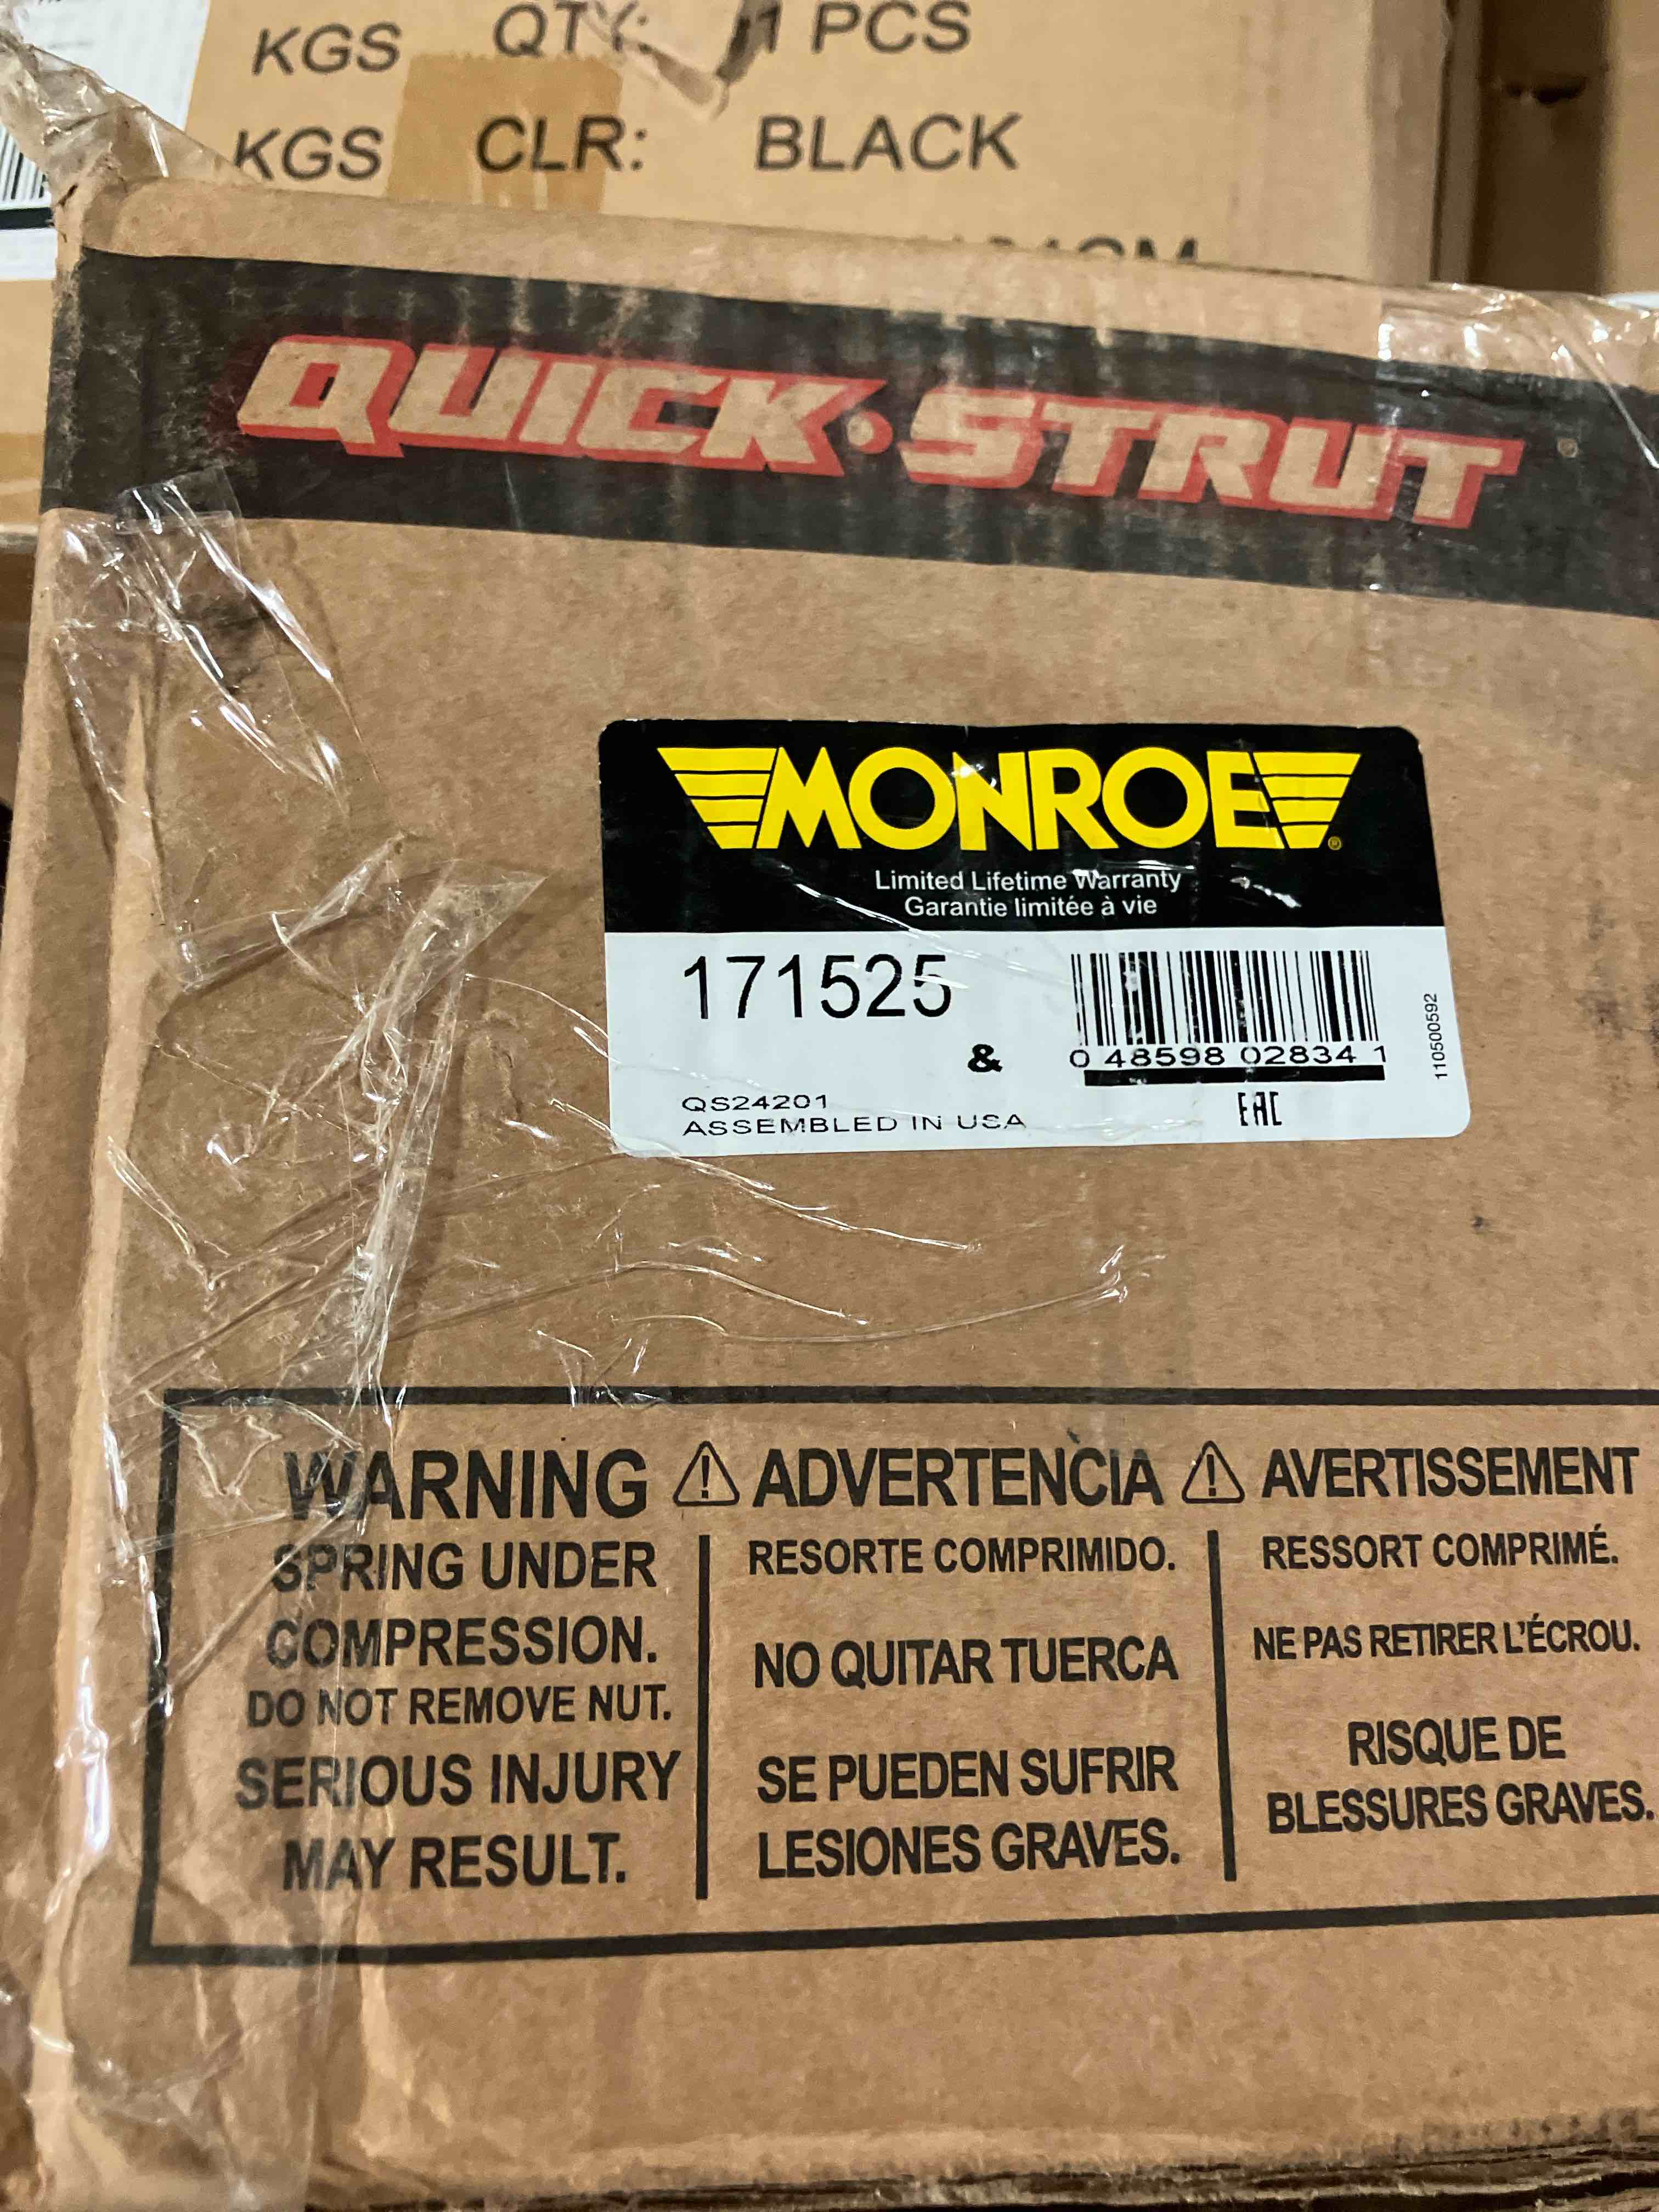 KGS QTY: 1 PCS
KGS CLR: BLACK
QUICK·STRUT
MONROE®
Limited Lifetime Warranty
Garantie limitée à vie
171525
&
0 48598 02834 1
110500592
QS24201
ASSEMBLED IN USA
EAC
WARNING ⚠ ADVERTENCIA ⚠ AVERTISSEMENT
SPRING UNDER
COMPRESSION.
DO NOT REMOVE NUT.
SERIOUS INJURY
MAY RESULT.
RESORTE COMPRIMIDO.
NO QUITAR TUERCA
SE PUEDEN SUFRIR
LESIONES GRAVES.
RESSORT COMPRIMÉ.
NE PAS RETIRER L'ÉCROU.
RISQUE DE
BLESSURES GRAVES.